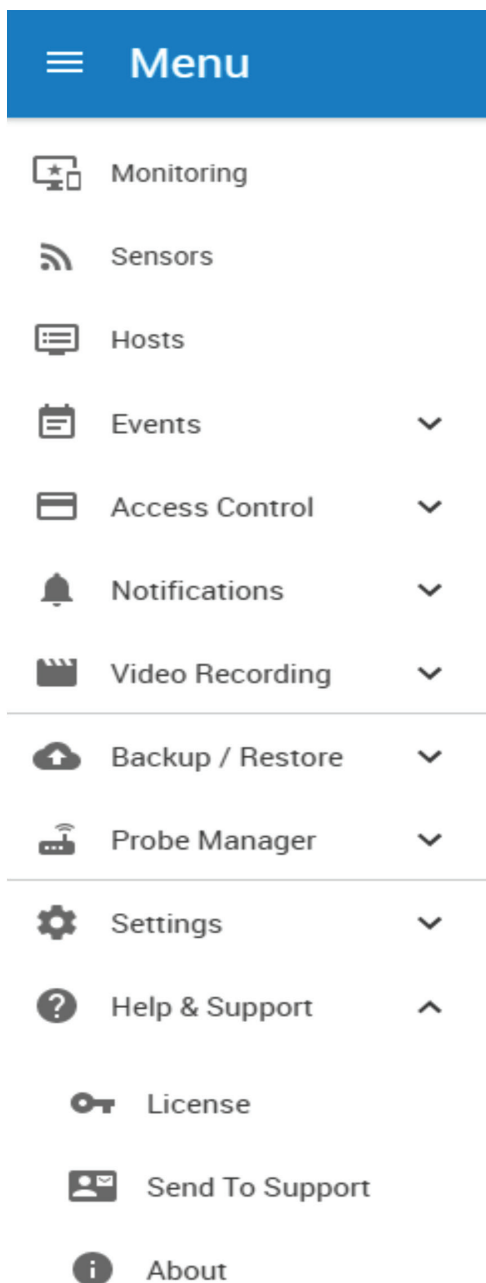 Menu
Monitoring
Sensors
Hosts
Events
Access Control
Notifications
Video Recording
Backup / Restore
Probe Manager
Settings
Help & Support
License
Send To Support
About